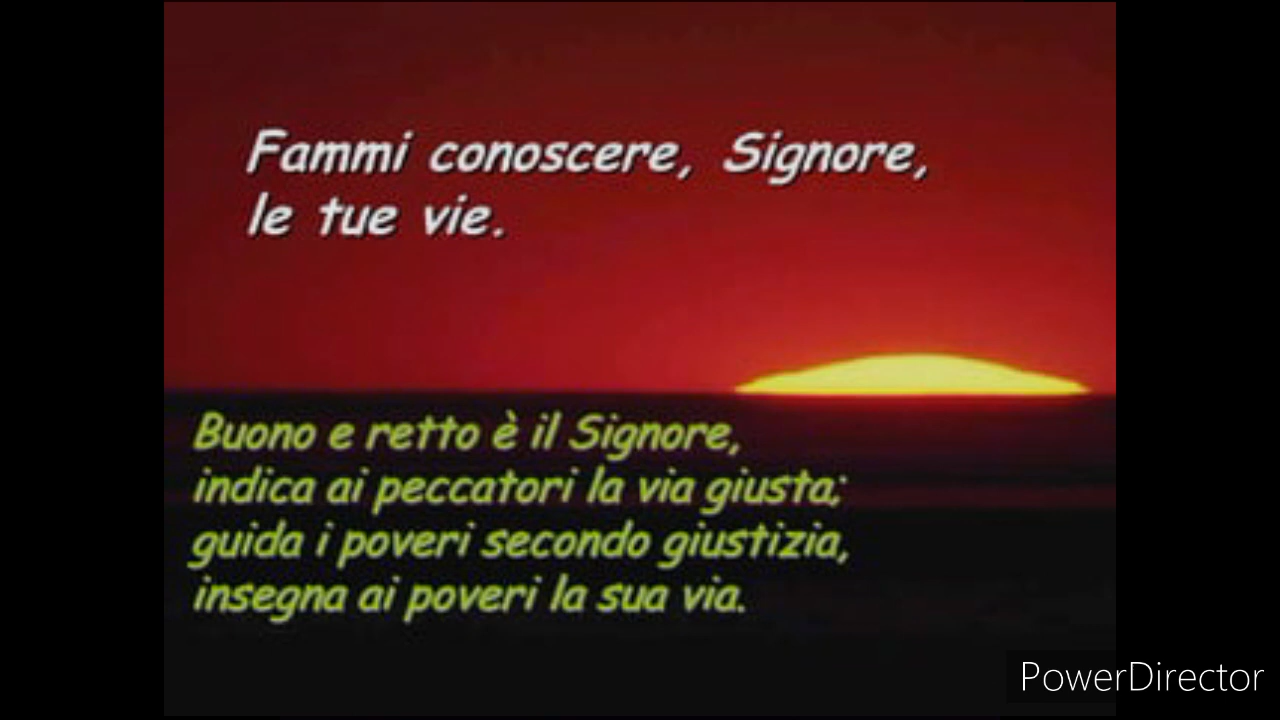 Fammi conoscere, Signore,
le tue vie.
Buono e retto è il Signore,
indica ai peccatori la via giusta;
guida i poveri secondo giustizia,
insegna ai poveri la sua via.
PowerDirector